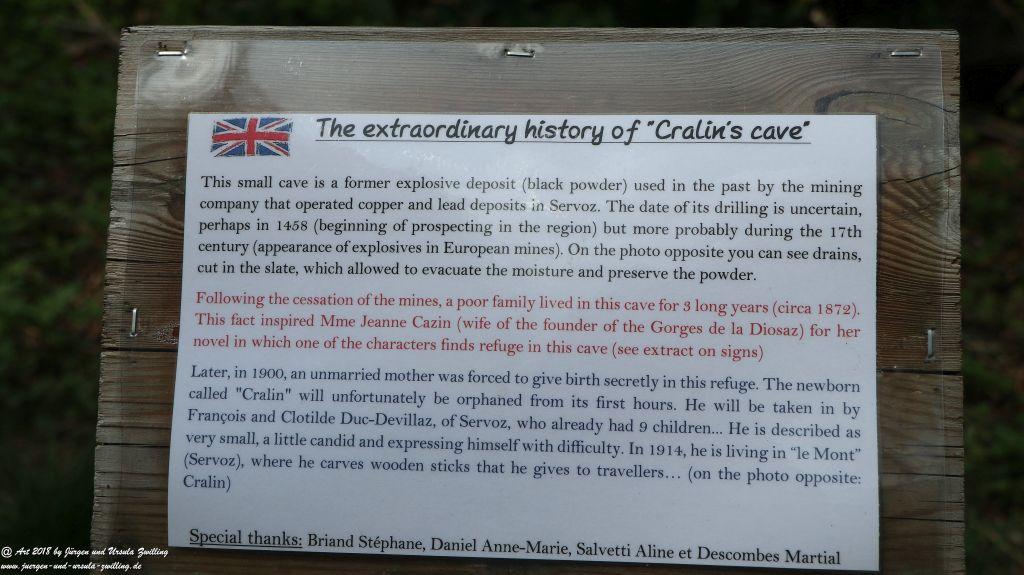 The extraordinary history of "Cralin's cave"
This small cave is a former explosive deposit (black powder) used in the past by the mining
company that operated copper and lead deposits in Servoz. The date of its drilling is uncertain,
perhaps in 1458 (beginning of prospecting in the region) but more probably during the 17th
century (appearance of explosives in European mines). On the photo opposite you can see drains,
cut in the slate, which allowed to evacuate the moisture and preserve the powder.
Following the cessation of the mines, a poor family lived in this cave for 3 long years (circa 1872).
This fact inspired Mme Jeanne Cazin (wife of the founder of the Gorges de la Diosaz) for her
novel in which one of the characters finds refuge in this cave (see extract on signs)
Later, in 1900, an unmarried mother was forced to give birth secretly in this refuge. The newborn
called "Cralin" will unfortunately be orphaned from its first hours. He will be taken in by
François and Clotilde Duc-Devillaz, of Servoz, who already had 9 children... He is described as
very small, a little candid and expressing himself with difficulty. In 1914, he is living in “le Mont”
(Servoz), where he carves wooden sticks that he gives to travellers… (on the photo opposite:
Cralin)
Special thanks: Briand Stéphane, Daniel Anne-Marie, Salvetti Aline et Descombes Martial
@ Art 2018 by Jürgen und Ursula Zwilling
www.juergen-und-ursula-zwilling.de